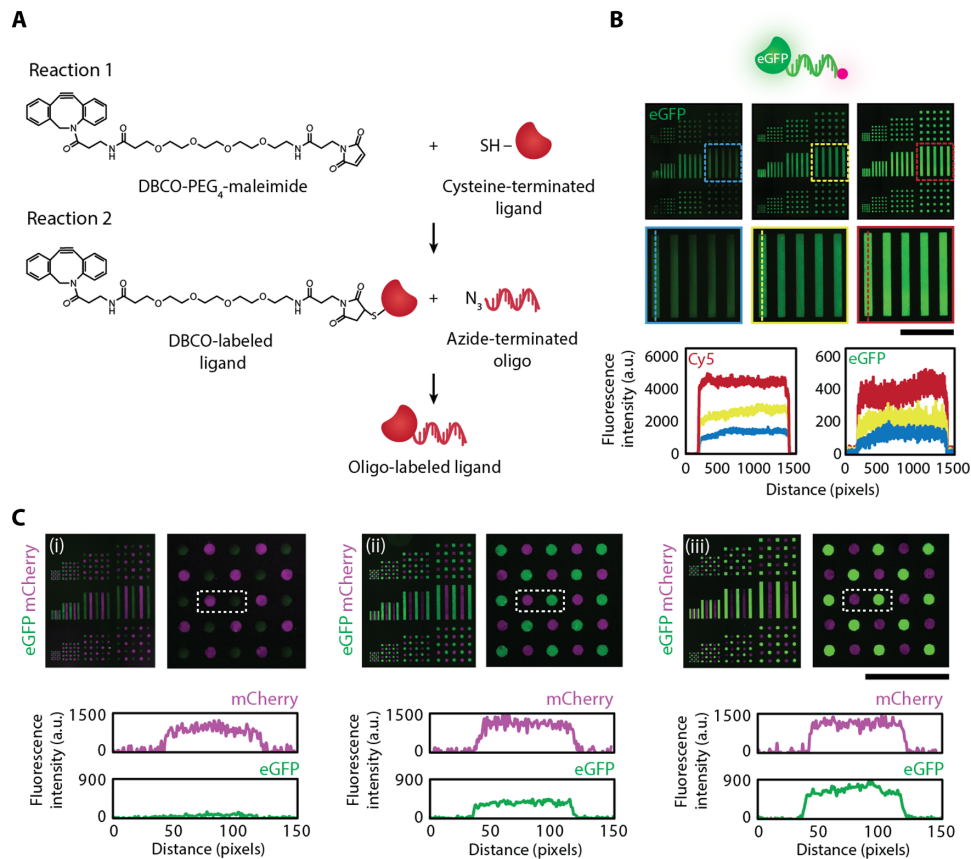 A
Reaction 1
O
N
O
N
H
O
O
O
O
O
N
H
O
N
O
O
DBCO-PEG4-maleimide
+
SH
Cysteine-terminated
ligand
Reaction 2
N
O
N
H
O
O
O
O
O
N
H
O
N
O
O
S
DBCO-labeled
ligand
+
N3
Azide-terminated
oligo
Oligo-labeled ligand
B
eGFP
eGFP
Fluorescence
intensity (a.u.)
6000
4000
2000
0
Cy5
0 500 1000 1500
600
400
200
0
eGFP
0 500 1000 1500
Distance (pixels)
C
eGFP mCherry
(i)
mCherry
Fluorescence
intensity (a.u.)
1500
0
eGFP
900
0
0 50 100 150
Distance (pixels)
eGFP mCherry
(ii)
mCherry
Fluorescence
intensity (a.u.)
1500
0
eGFP
900
0
0 50 100 150
Distance (pixels)
eGFP mCherry
(iii)
mCherry
Fluorescence
intensity (a.u.)
1500
0
eGFP
900
0
0 50 100 150
Distance (pixels)